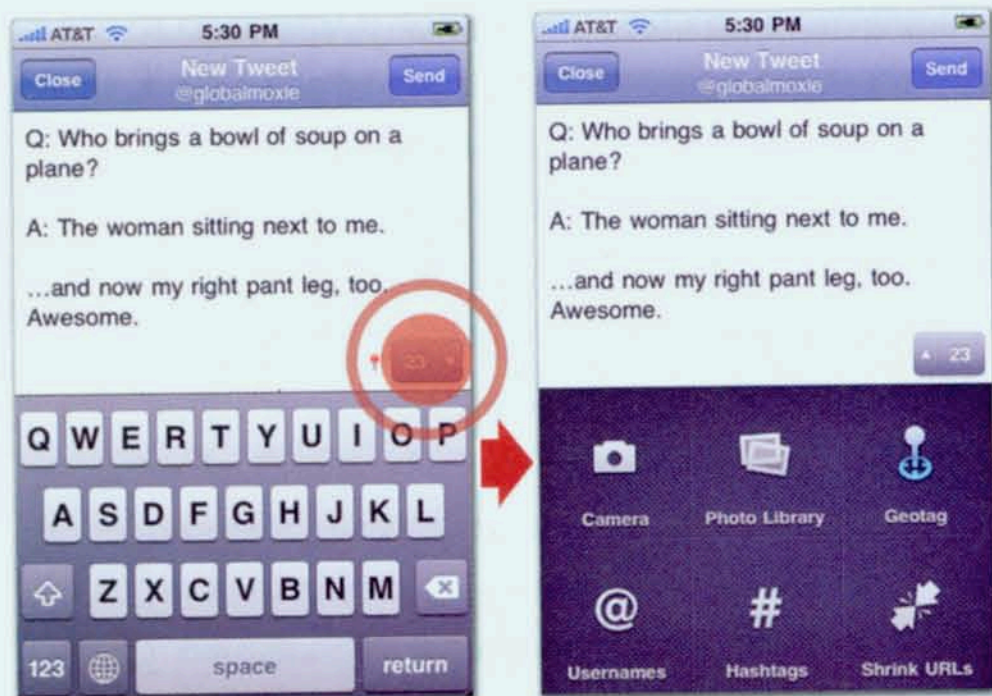 AT&T 5:30 PM
Close New Tweet Send
@globalmoxie
Q: Who brings a bowl of soup on a
plane?
A: The woman sitting next to me.
...and now my right pant leg, too.
Awesome.
23
Q W E R T Y U I O P
A S D F G H J K L
Z X C V B N M
123 space return
AT&T 5:30 PM
Close New Tweet Send
@globalmoxie
Q: Who brings a bowl of soup on a
plane?
A: The woman sitting next to me.
...and now my right pant leg, too.
Awesome.
23
Camera Photo Library Geotag
@ #
Usernames Hashtags Shrink URLs